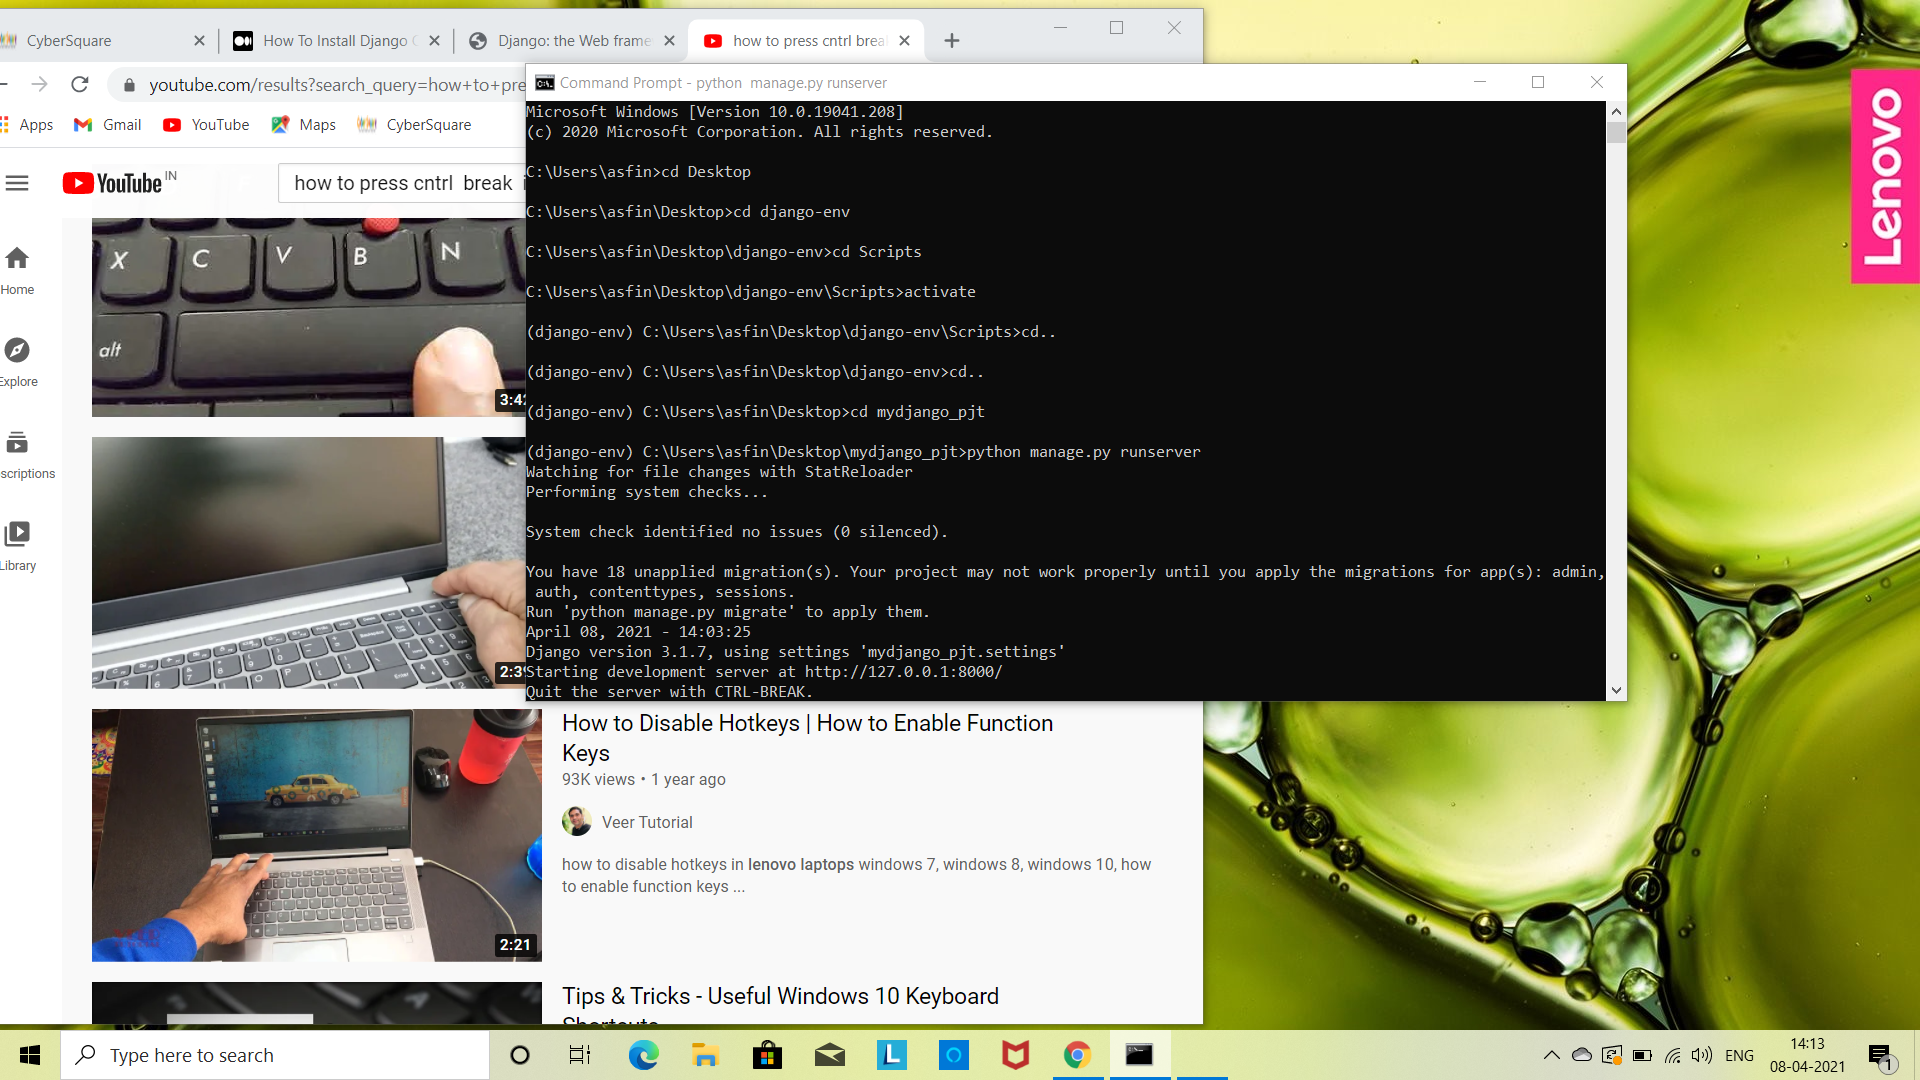 CyberSquare
How To Install Django
Django: the Web frame
how to press cntrl brea
youtube.com/results?search_query=how+to+pre
Apps
Gmail
YouTube
Maps
CyberSquare
YouTube IN
how to press cntrl break
Home
Explore
scriptions
Library
X C V B N
alt
3:42
2:39
Command Prompt - python manage.py runserver
Microsoft Windows [Version 10.0.19041.208]
(c) 2020 Microsoft Corporation. All rights reserved.
C:\Users\asfin>cd Desktop
C:\Users\asfin\Desktop>cd django-env
C:\Users\asfin\Desktop\django-env>cd Scripts
C:\Users\asfin\Desktop\django-env\Scripts>activate
(django-env) C:\Users\asfin\Desktop\django-env\Scripts>cd..
(django-env) C:\Users\asfin\Desktop\django-env>cd..
(django-env) C:\Users\asfin\Desktop>cd mydjango_pjt
(django-env) C:\Users\asfin\Desktop\mydjango_pjt>python manage.py runserver
Watching for file changes with StatReloader
Performing system checks...
System check identified no issues (0 silenced).
You have 18 unapplied migration(s). Your project may not work properly until you apply the migrations for app(s): admin,
auth, contenttypes, sessions.
Run 'python manage.py migrate' to apply them.
April 08, 2021 - 14:03:25
Django version 3.1.7, using settings 'mydjango_pjt.settings'
Starting development server at http://127.0.0.1:8000/
Quit the server with CTRL-BREAK.
Lenovo
How to Disable Hotkeys | How to Enable Function
Keys
93K views • 1 year ago
Veer Tutorial
how to disable hotkeys in lenovo laptops windows 7, windows 8, windows 10, how
to enable function keys ...
2:21
Tips & Tricks - Useful Windows 10 Keyboard
Shortcuts
Type here to search
ENG
14:13
08-04-2021
1